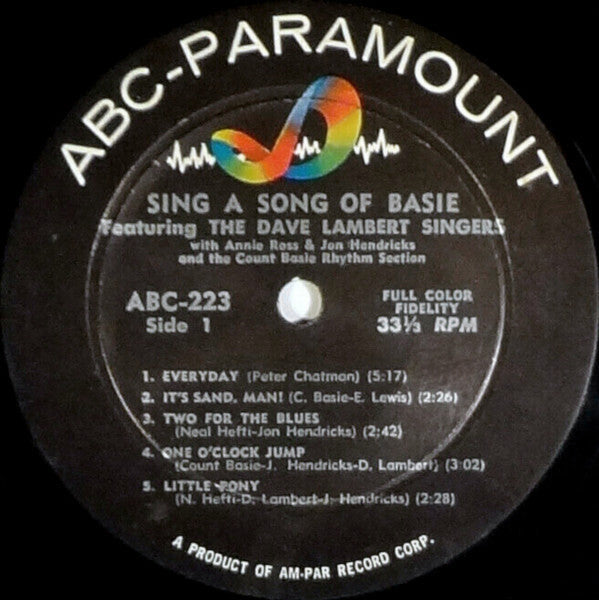 ABC-PARAMOUNT
SING A SONG OF BASIE
Featuring THE DAVE LAMBERT SINGERS
with Annie Ross & Jon Hendricks
and the Count Basie Rhythm Section
ABC-223
Side 1
FULL COLOR
FIDELITY
33⅓ RPM
1. EVERYDAY (Peter Chatman) (5:17)
2. IT'S SAND, MAN! (C. Basie-E. Lewis) (2:26)
3. TWO FOR THE BLUES
(Neal Hefti-Jon Hendricks) (2:42)
4. ONE O'CLOCK JUMP
(Count Basie-J. Hendricks-D. Lambert) (3:02)
5. LITTLE PONY
(N. Hefti-D. Lambert-J. Hendricks) (2:28)
A PRODUCT OF AM-PAR RECORD CORP.